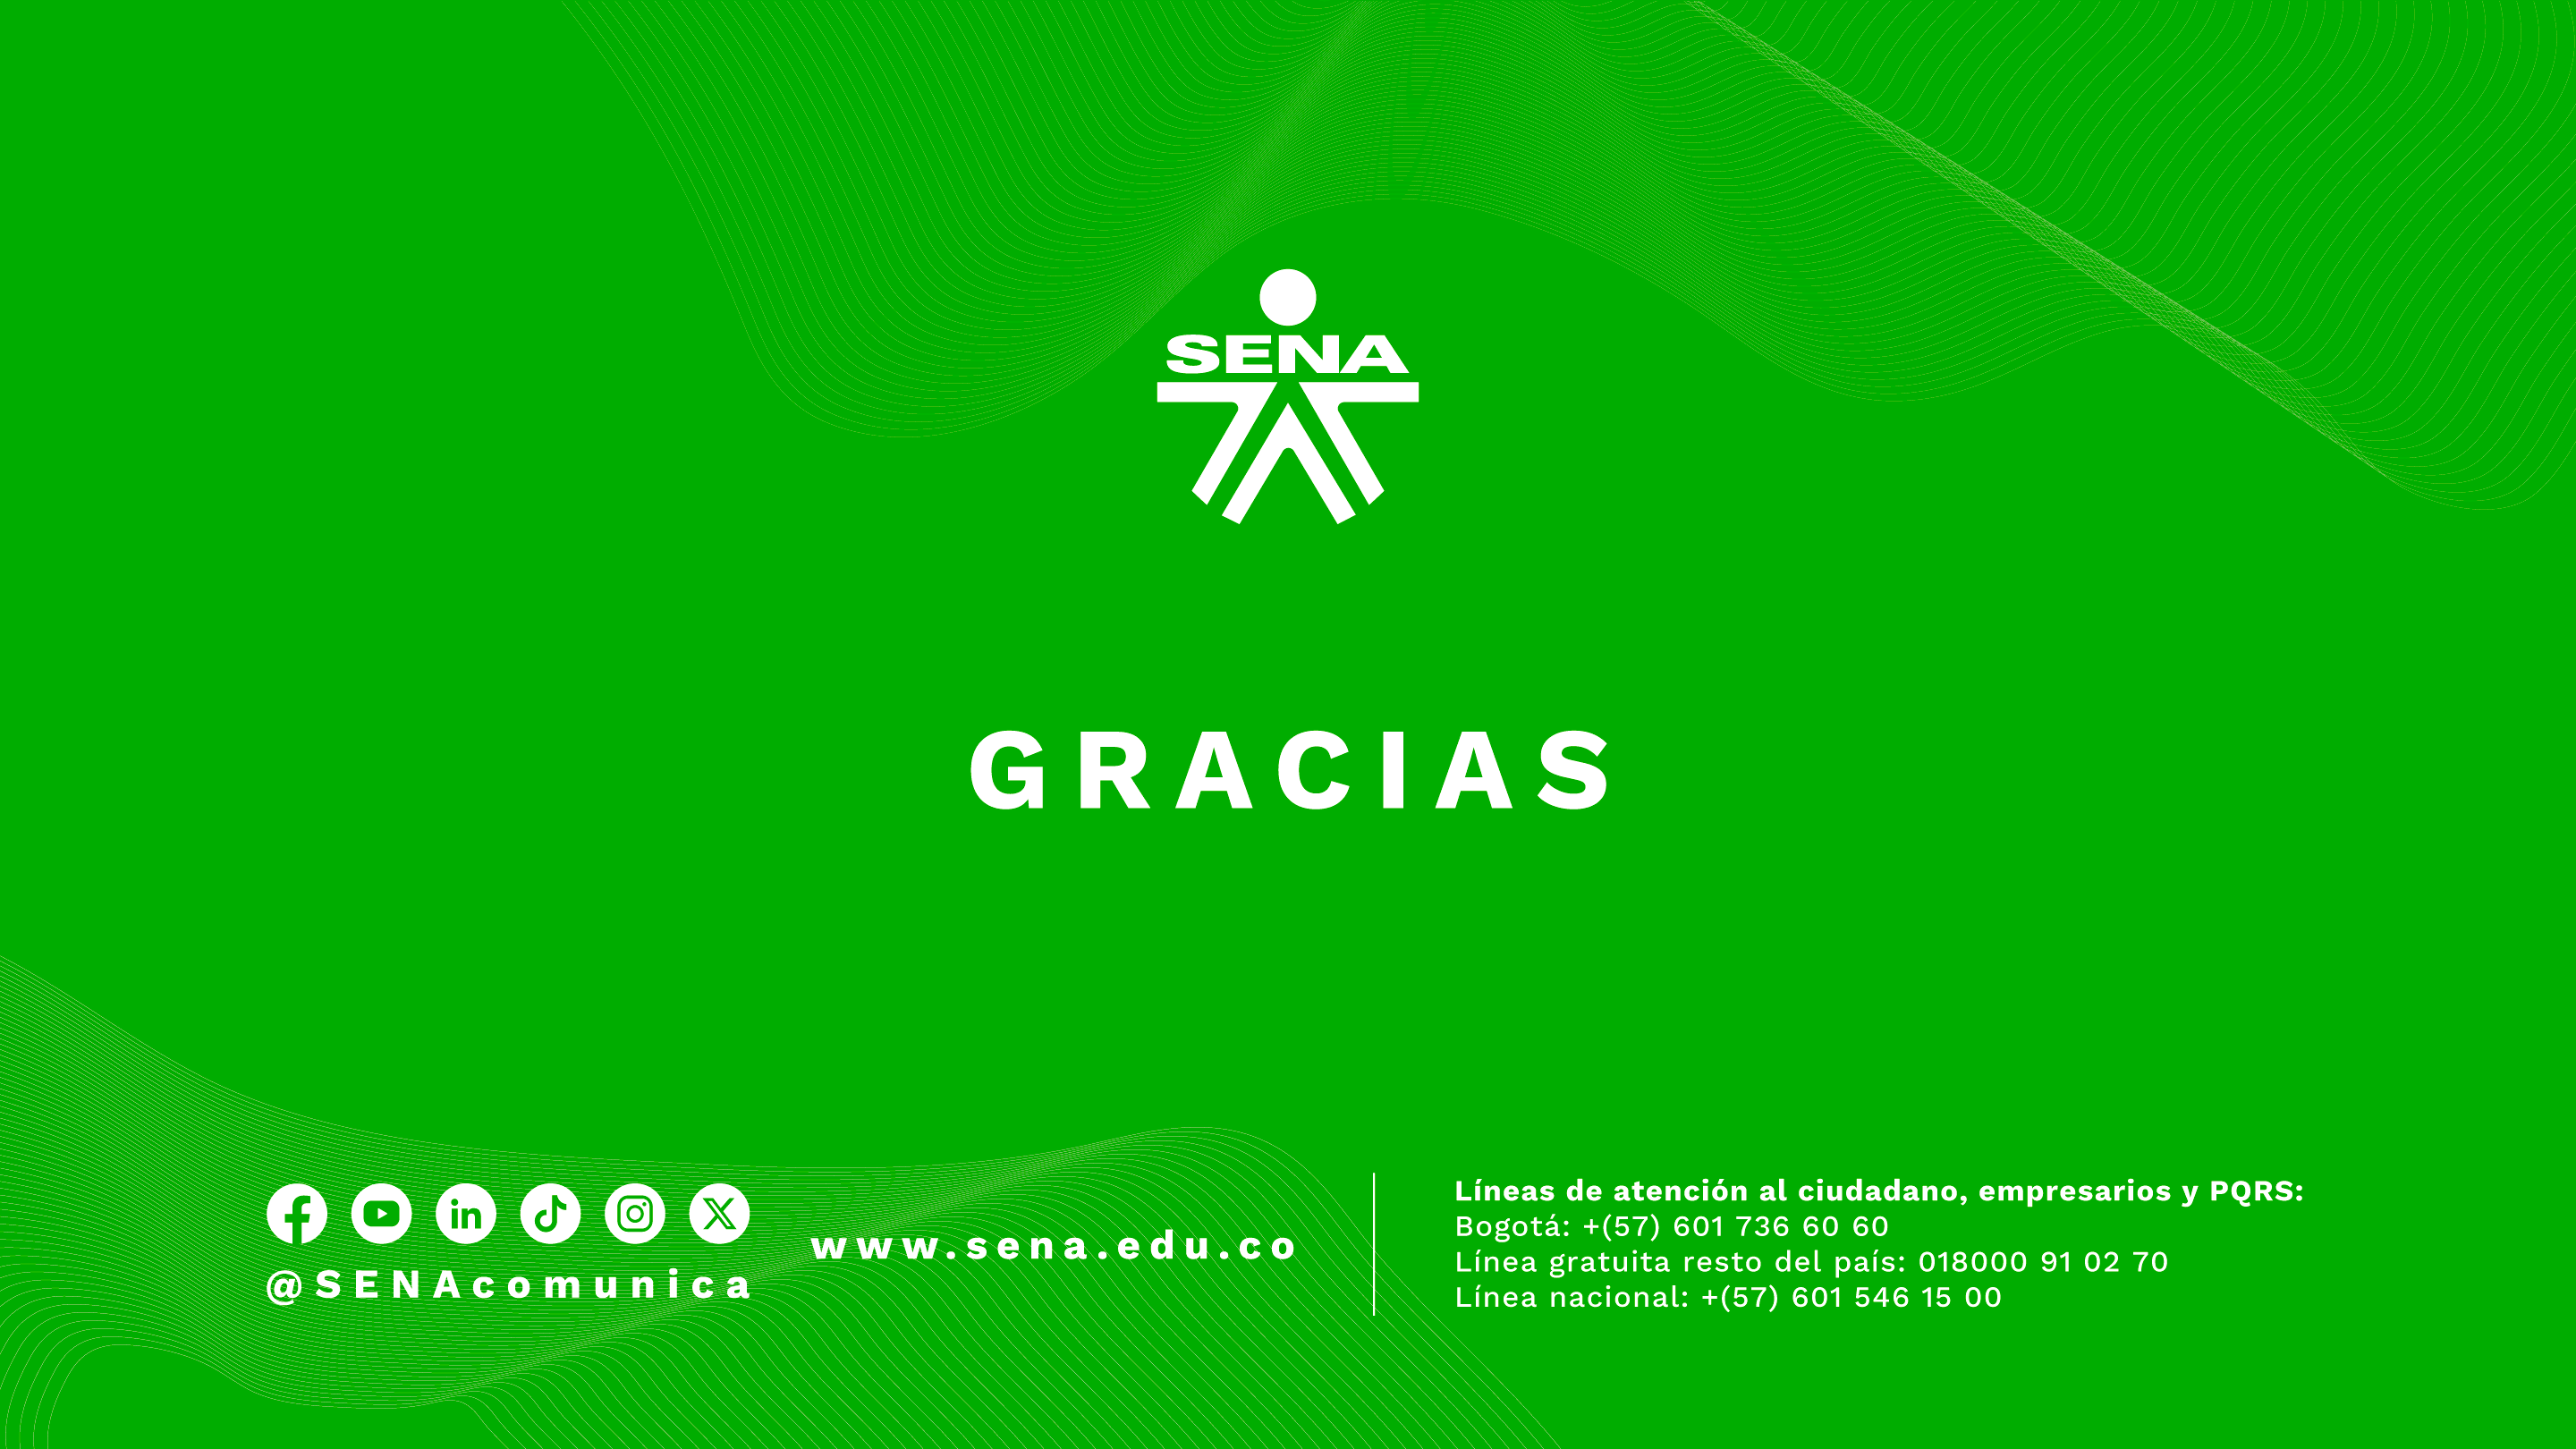 SENA
GRACIAS
@SENAcomunica
www.sena.edu.co
Líneas de atención al ciudadano, empresarios y PQRS:
Bogotá: +(57) 601 736 60 60
Línea gratuita resto del país: 018000 91 02 70
Línea nacional: +(57) 601 546 15 00